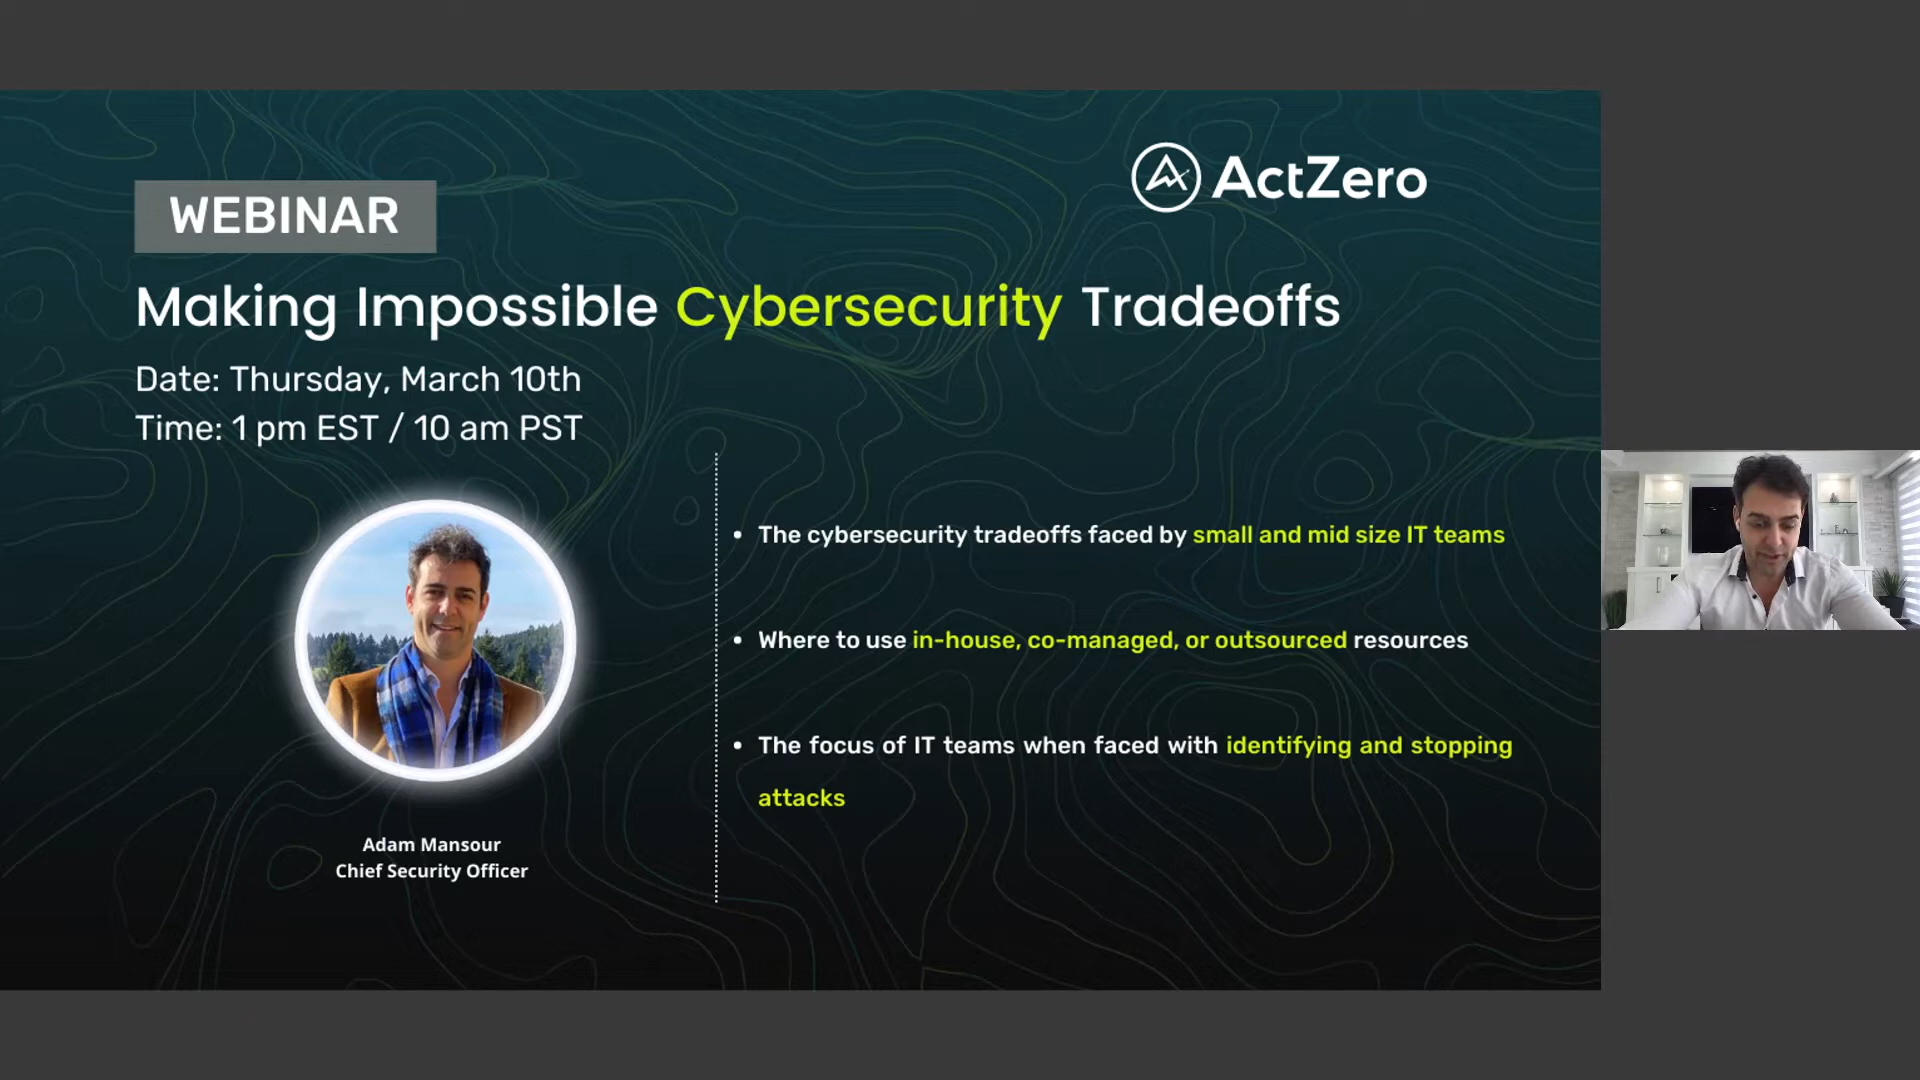 ActZero
WEBINAR
Making Impossible Cybersecurity Tradeoffs
Date: Thursday, March 10th
Time: 1 pm EST / 10 am PST
• The cybersecurity tradeoffs faced by small and mid size IT teams
• Where to use in-house, co-managed, or outsourced resources
• The focus of IT teams when faced with identifying and stopping
attacks
Adam Mansour
Chief Security Officer